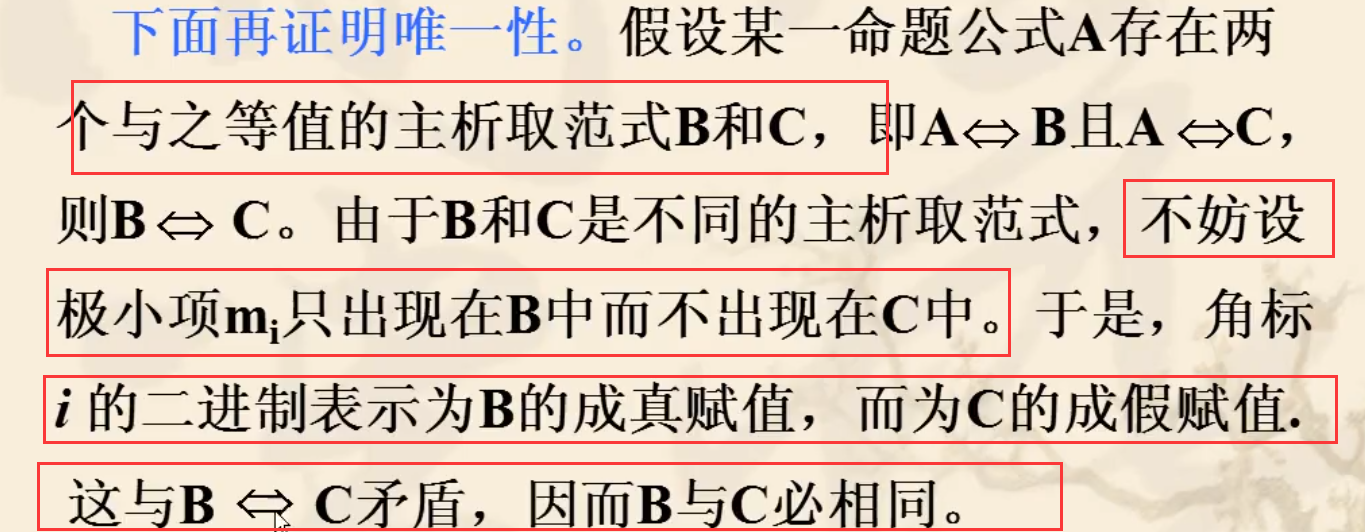 下面再证明唯一性。假设某一命题公式A存在两
个与之等值的主析取范式B和C，即A⇔B且A ⇔C，
则B⇔ C。由于B和C是不同的主析取范式，不妨设
极小项mi只出现在B中而不出现在C中。于是，角标
i 的二进制表示为B的成真赋值，而为C的成假赋值.
这与B ⇔ C矛盾，因而B与C必相同。